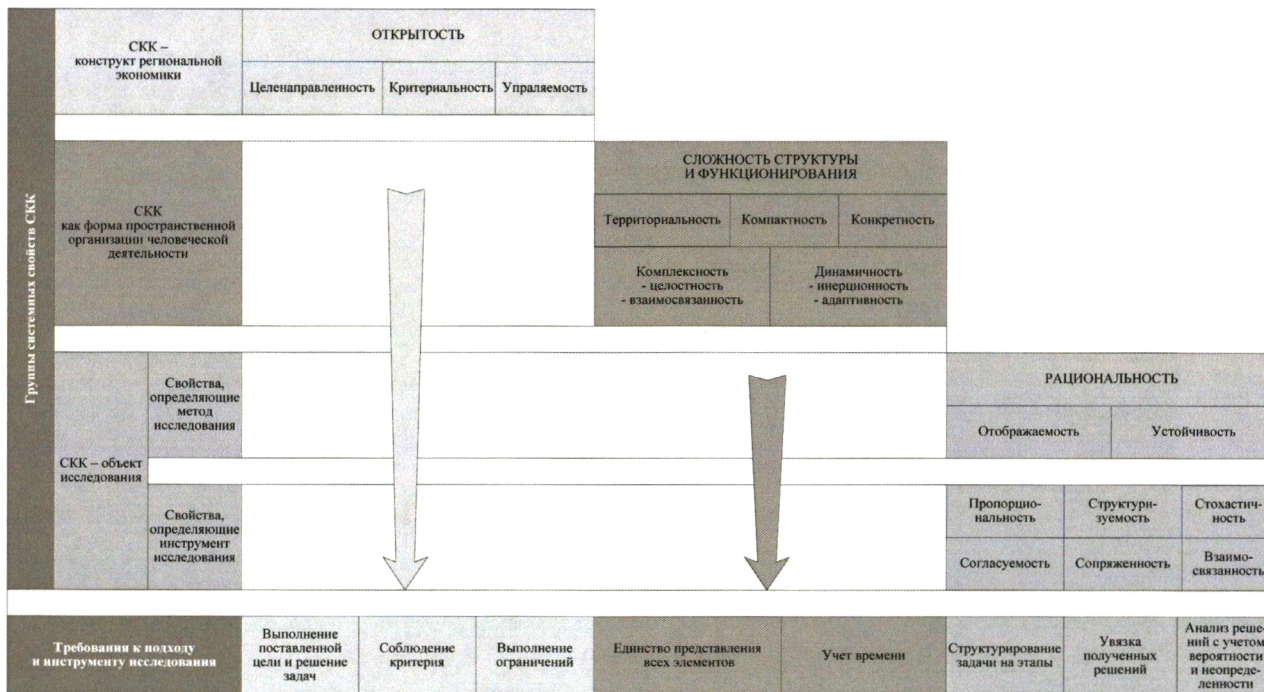 Группы системных свойств СКК
СКК –
конструкт региональной
экономики
ОТКРЫТОСТЬ
Целенаправленность
Критериальность
Упраляемость
СКК
как форма пространственной
организации человеческой
деятельности
СЛОЖНОСТЬ СТРУКТУРЫ
И ФУНКЦИОНИРОВАНИЯ
Территориальность
Компактность
Конкретность
Комплексность
- целостность
- взаимосвязанность
Динамичность
- инерционность
- адаптивность
СКК – объект
исследования
Свойства,
определяющие
метод
исследования
РАЦИОНАЛЬНОСТЬ
Отображаемость
Устойчивость
Свойства,
определяющие
инструмент
исследования
Пропорцио-
нальность
Структури-
зуемость
Стохастич-
ность
Согласуемость
Сопряженность
Взаимо-
связанность
Требования к подходу
и инструменту исследования
Выполнение
поставленной
цели и решение
задач
Соблюдение
критерия
Выполнение
ограничений
Единство представления
всех элементов
Учет времени
Структурирование
задачи на этапы
Увязка
полученных
решений
Анализ реше-
ний с учетом
вероятности
и неопреде-
ленности